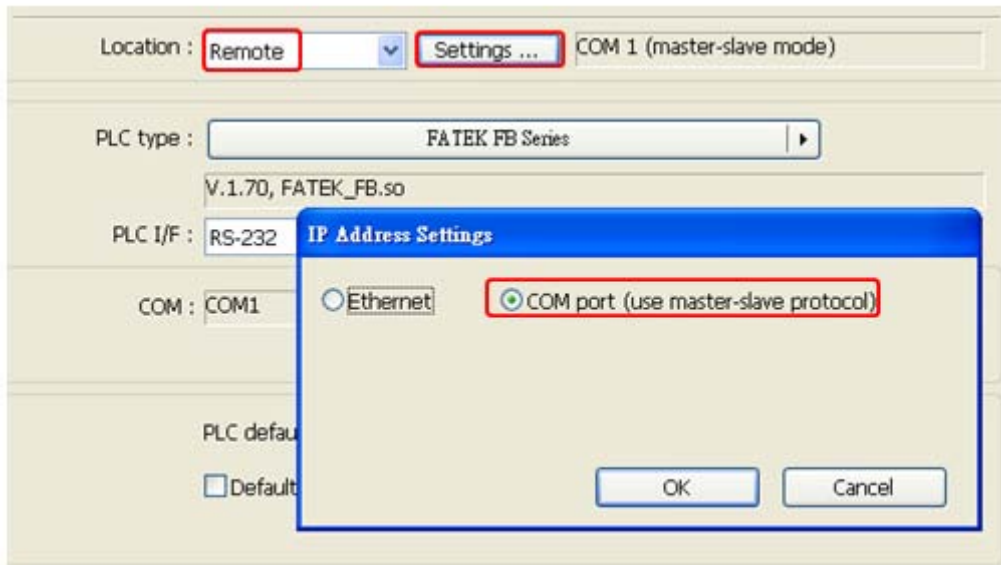 Location : Remote Settings ... COM 1 (master-slave mode)
PLC type : FATEK FB Series
V.1.70, FATEK_FB.so
PLC I/F : RS-232
IP Address Settings
Ethernet COM port (use master-slave protocol)
COM : COM1
PLC defau
Default
OK Cancel